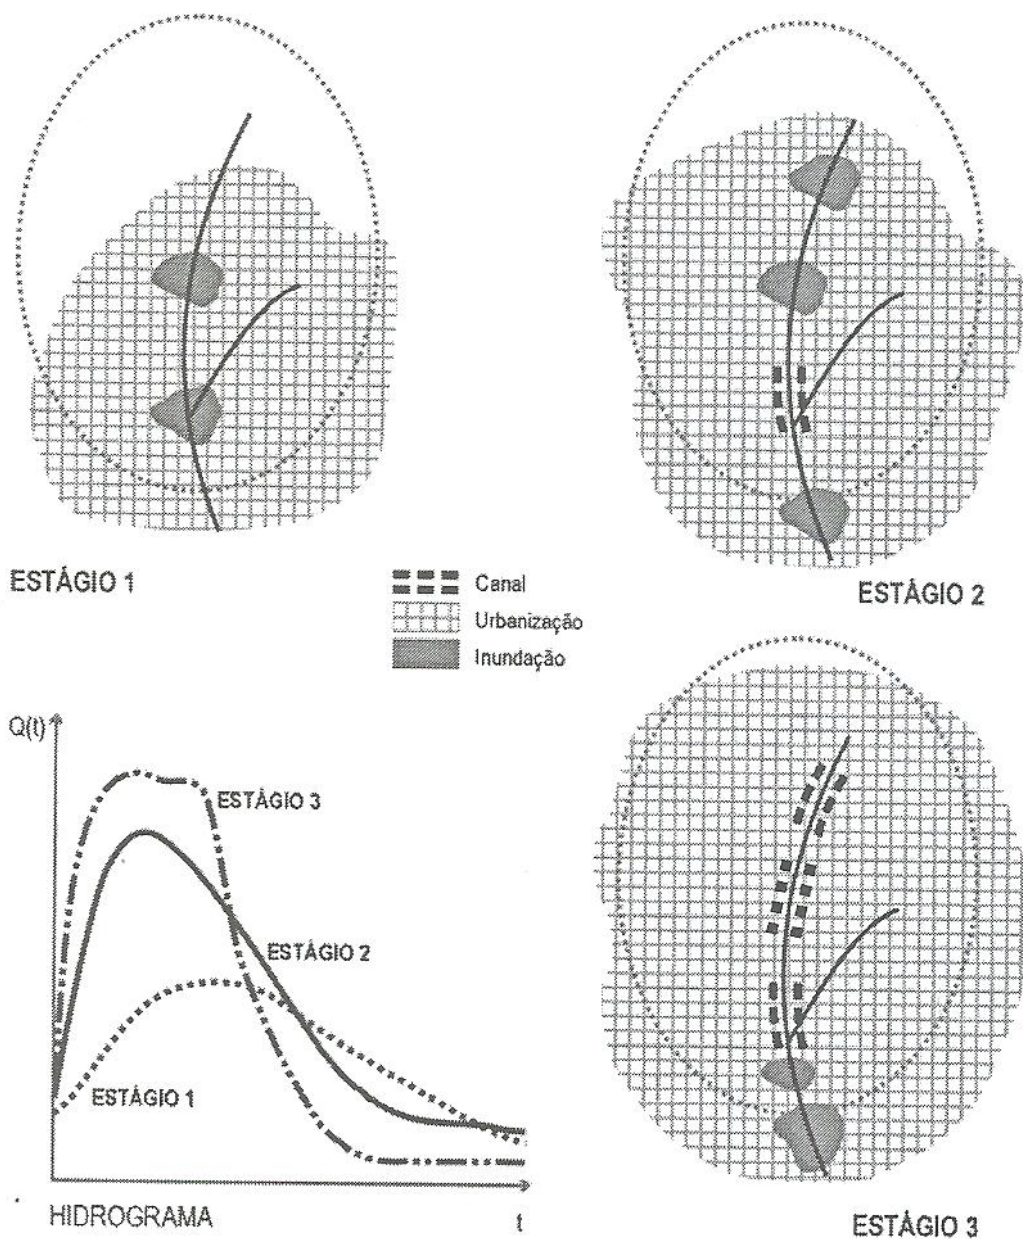 ESTÁGIO 1
Canal
Urbanização
Inundação
ESTÁGIO 2
Q(t)
ESTÁGIO 3
ESTÁGIO 2
ESTÁGIO 1
HIDROGRAMA
t
ESTÁGIO 3